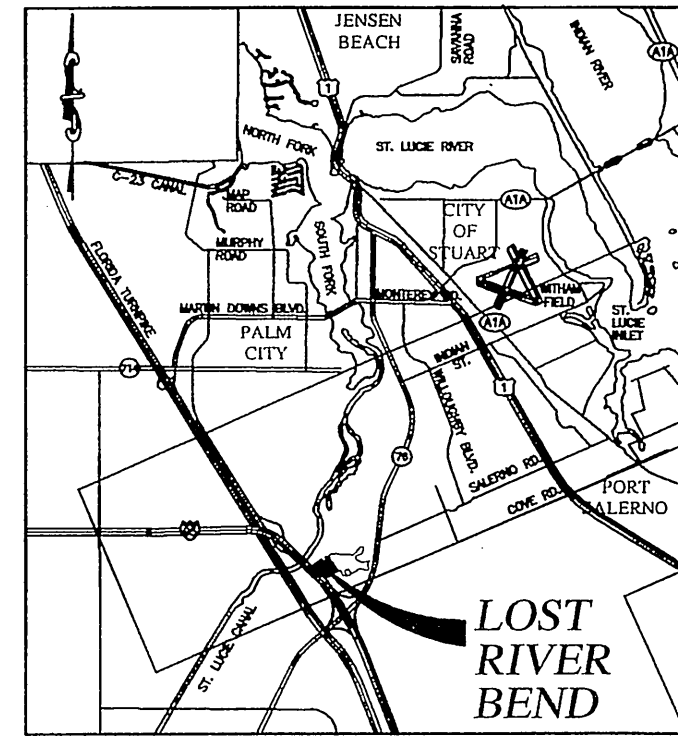 JENSEN
BEACH
SAVANNA
ROAD
INDIAN RIVER
A1A
1
NORTH FORK
ST. LUCIE RIVER
C-23 CANAL
MAP
ROAD
CITY
OF
STUART
A1A
MURPHY
ROAD
SOUTH FORK
FLORIDA TURNPIKE
WITHAM
FIELD
MONTEREY RD.
MARTIN DOWNS BLVD.
A1A
ST.
LUCIE
INLET
PALM
CITY
INDIAN
ST.
714
1
WILLOUGHBY BLVD.
76
SALERNO RD.
COVE RD.
PORT
SALERNO
ST. LUCIE CANAL
LOST
RIVER
BEND